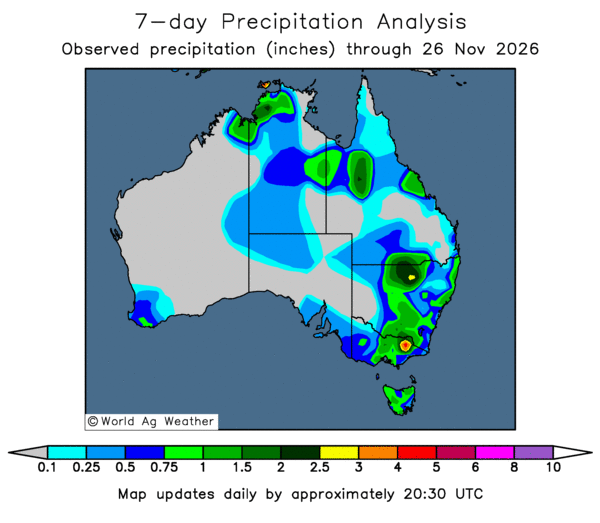 7-day Precipitation Analysis
Observed precipitation (inches) through 26 Nov 2026
© World Ag Weather
0.1 0.25 0.5 0.75 1 1.5 2 2.5 3 4 5 6 8 10
Map updates daily by approximately 20:30 UTC